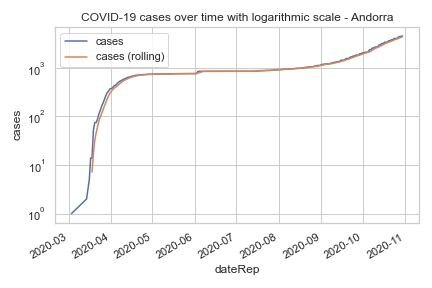 COVID-19 cases over time with logarithmic scale - Andorra
cases
cases (rolling)
10³
10²
10¹
10⁰
cases
2020-03
2020-04
2020-05
2020-06
2020-07
2020-08
2020-09
2020-10
2020-11
dateRep